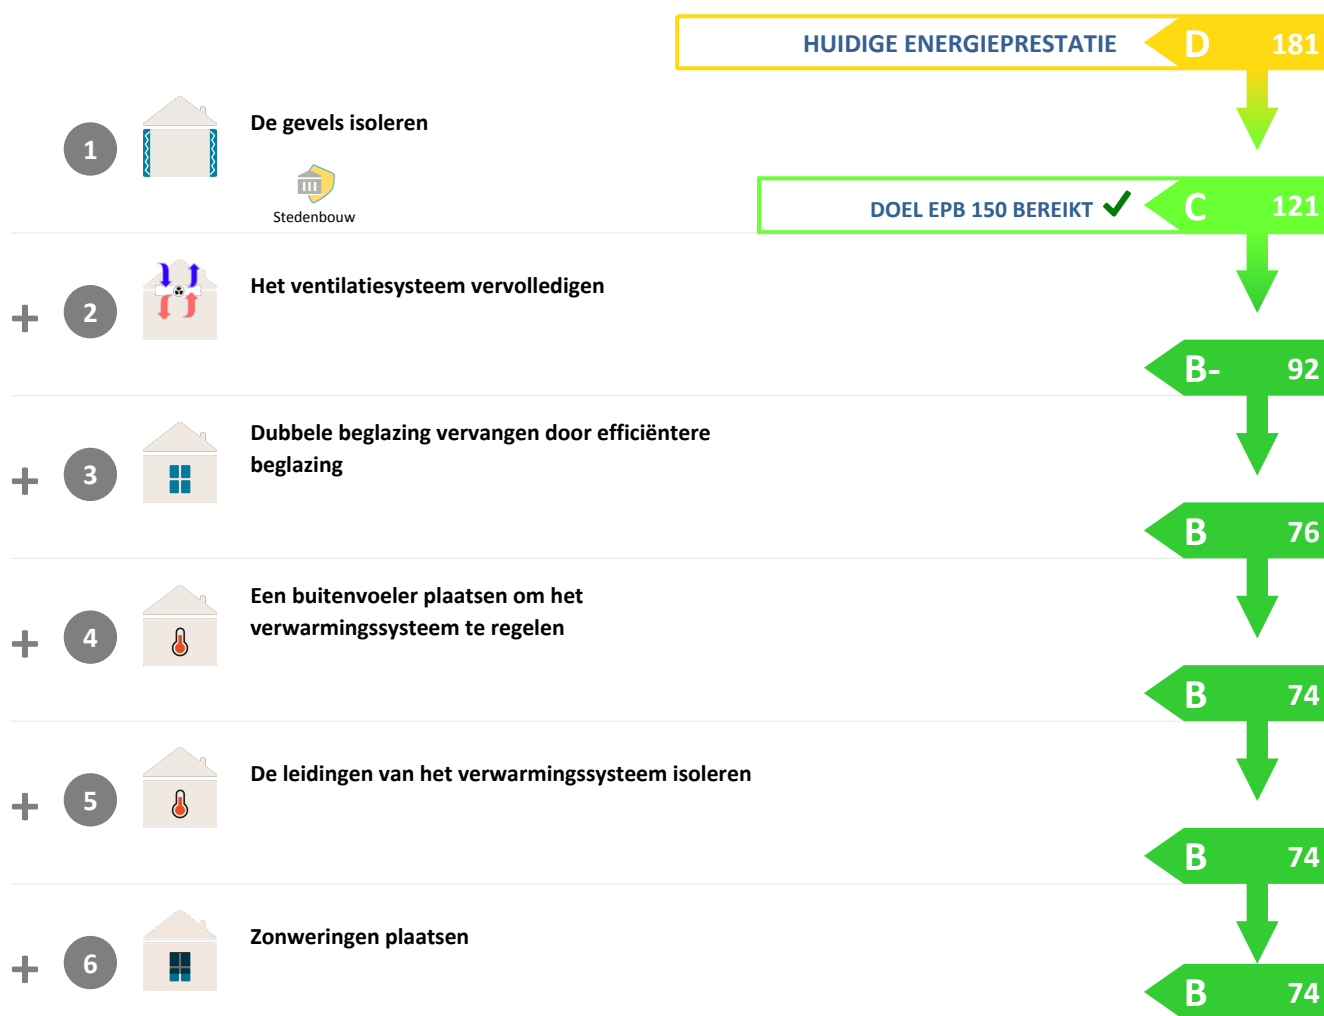 HUIDIGE ENERGIEPRESTATIE D 181
1 De gevels isoleren
Stedenbouw
DOEL EPB 150 BEREIKT ✔ C 121
+ 2 Het ventilatiesysteem vervolledigen
B- 92
+ 3 Dubbele beglazing vervangen door efficiëntere
beglazing
B 76
+ 4 Een buitenvoeler plaatsen om het
verwarmingssysteem te regelen
B 74
+ 5 De leidingen van het verwarmingssysteem isoleren
B 74
+ 6 Zonweringen plaatsen
B 74